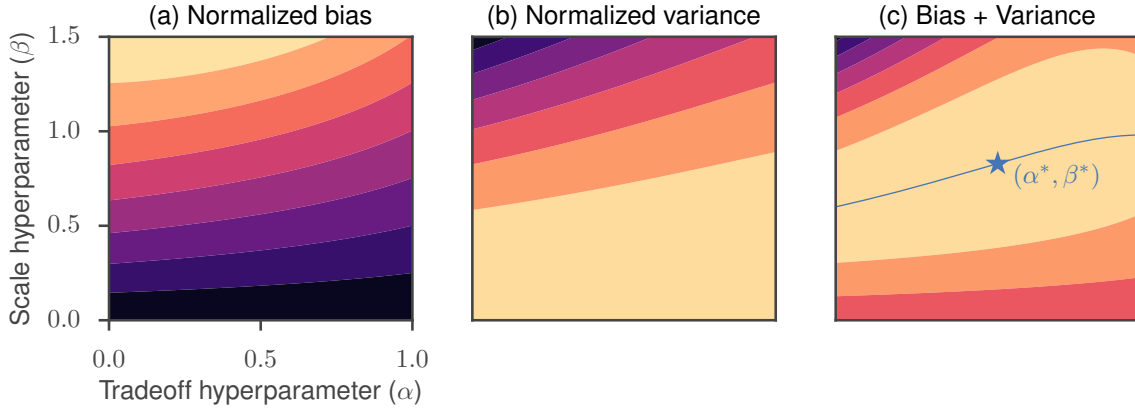 (a) Normalized bias
(b) Normalized variance
(c) Bias + Variance
Scale hyperparameter (β)
1.5
1.0
0.5
0.0
0.0 0.5 1.0
Tradeoff hyperparameter (α)
(α*, β*)